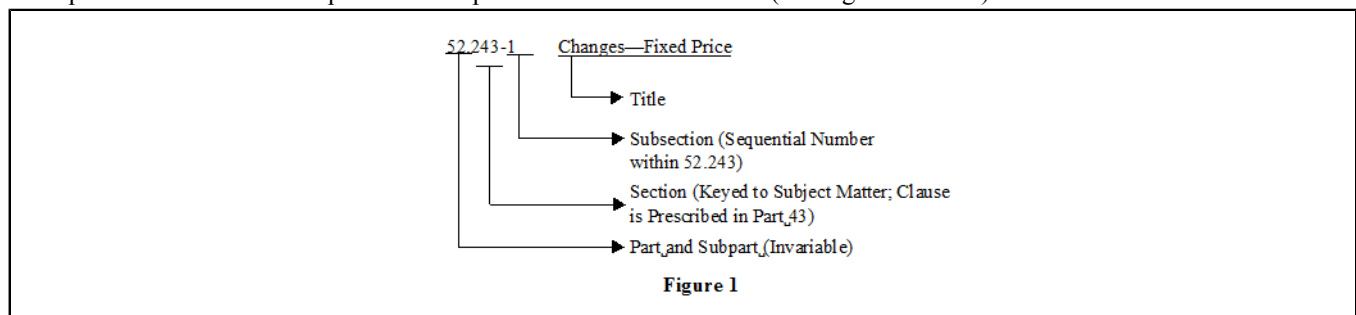 52.243-1 Changes—Fixed Price
Title
Subsection (Sequential Number
within 52.243)
Section (Keyed to Subject Matter; Clause
is Prescribed in Part 43)
Part and Subpart (Invariable)
Figure 1